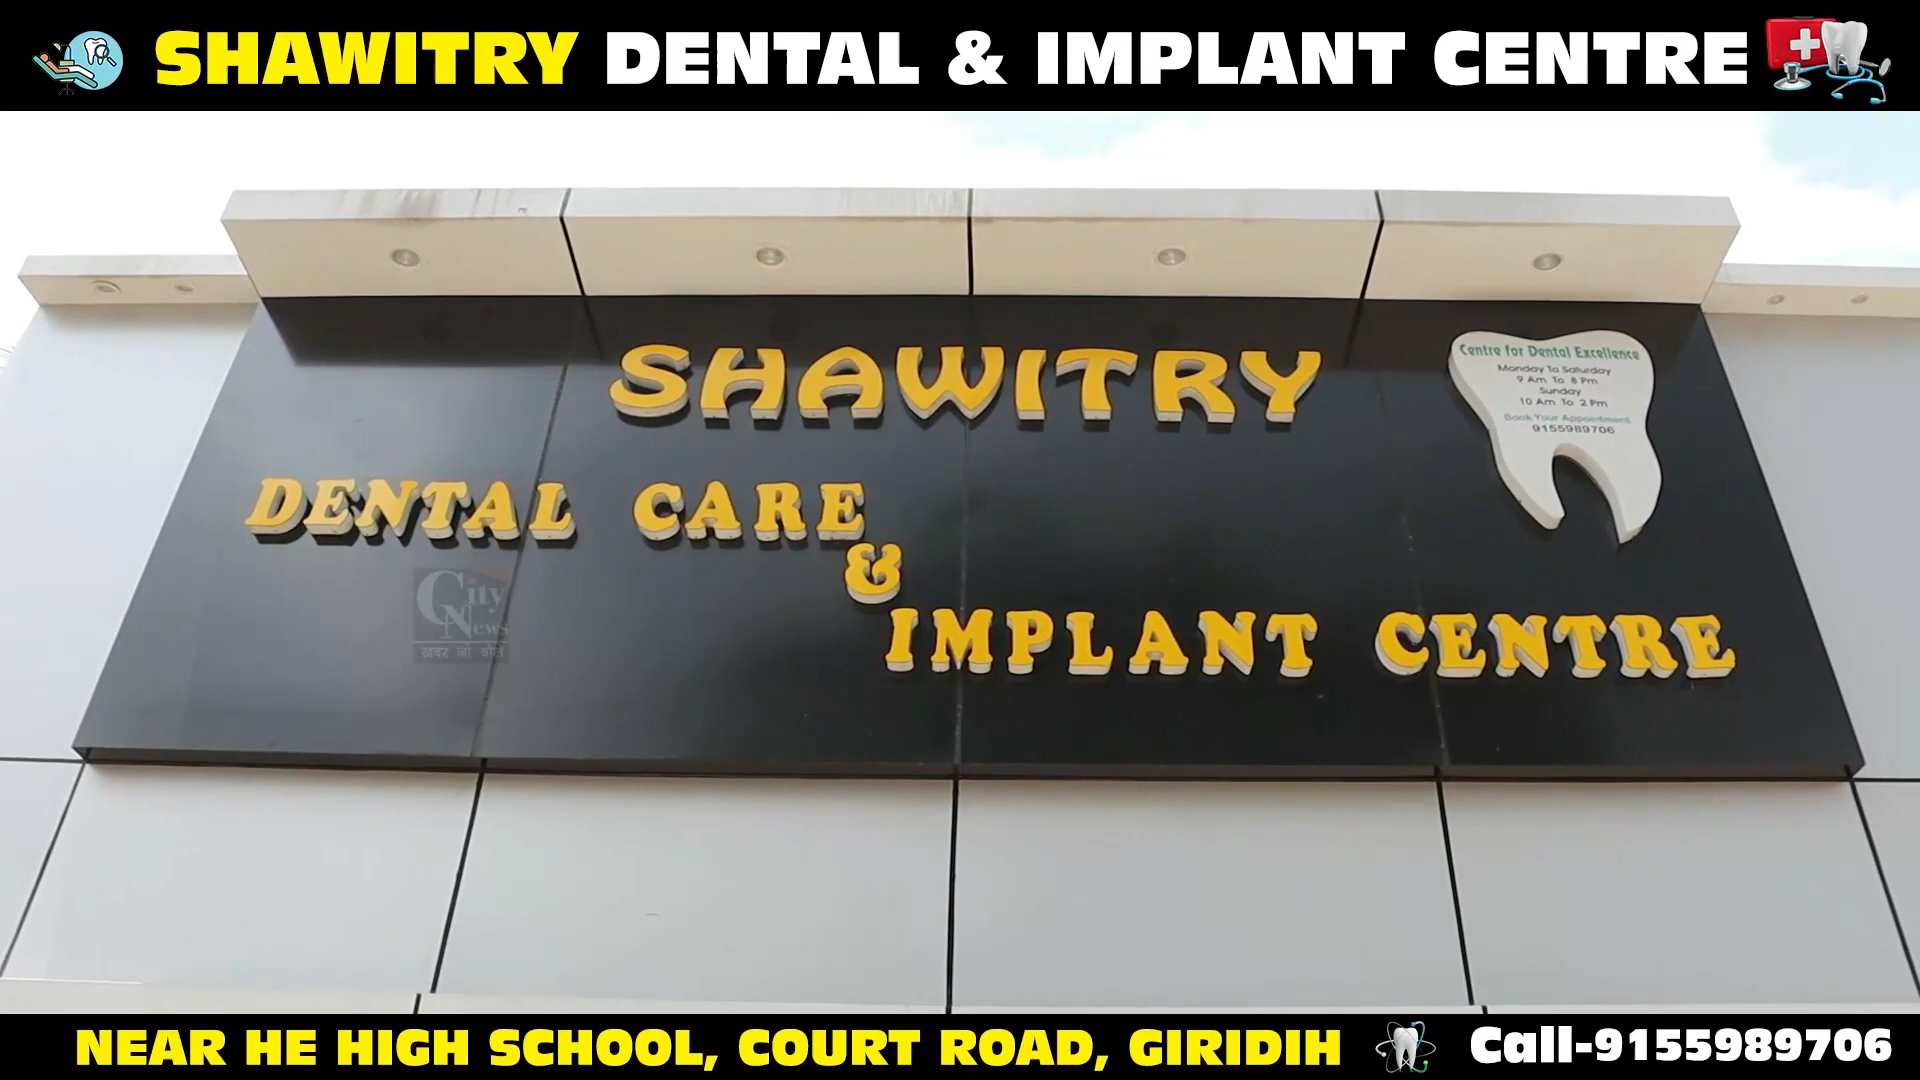 SHAWITRY DENTAL & IMPLANT CENTRE
SHAWITRY
Centre for Dental Excellence
Monday To Saturday
9 Am To 8 Pm
Sunday
10 Am To 2 Pm
Book Your Appointment
9155989706
DENTAL CARE
&
IMPLANT CENTRE
City
News
खबर जो बोले
NEAR HE HIGH SCHOOL, COURT ROAD, GIRIDIH
Call-9155989706